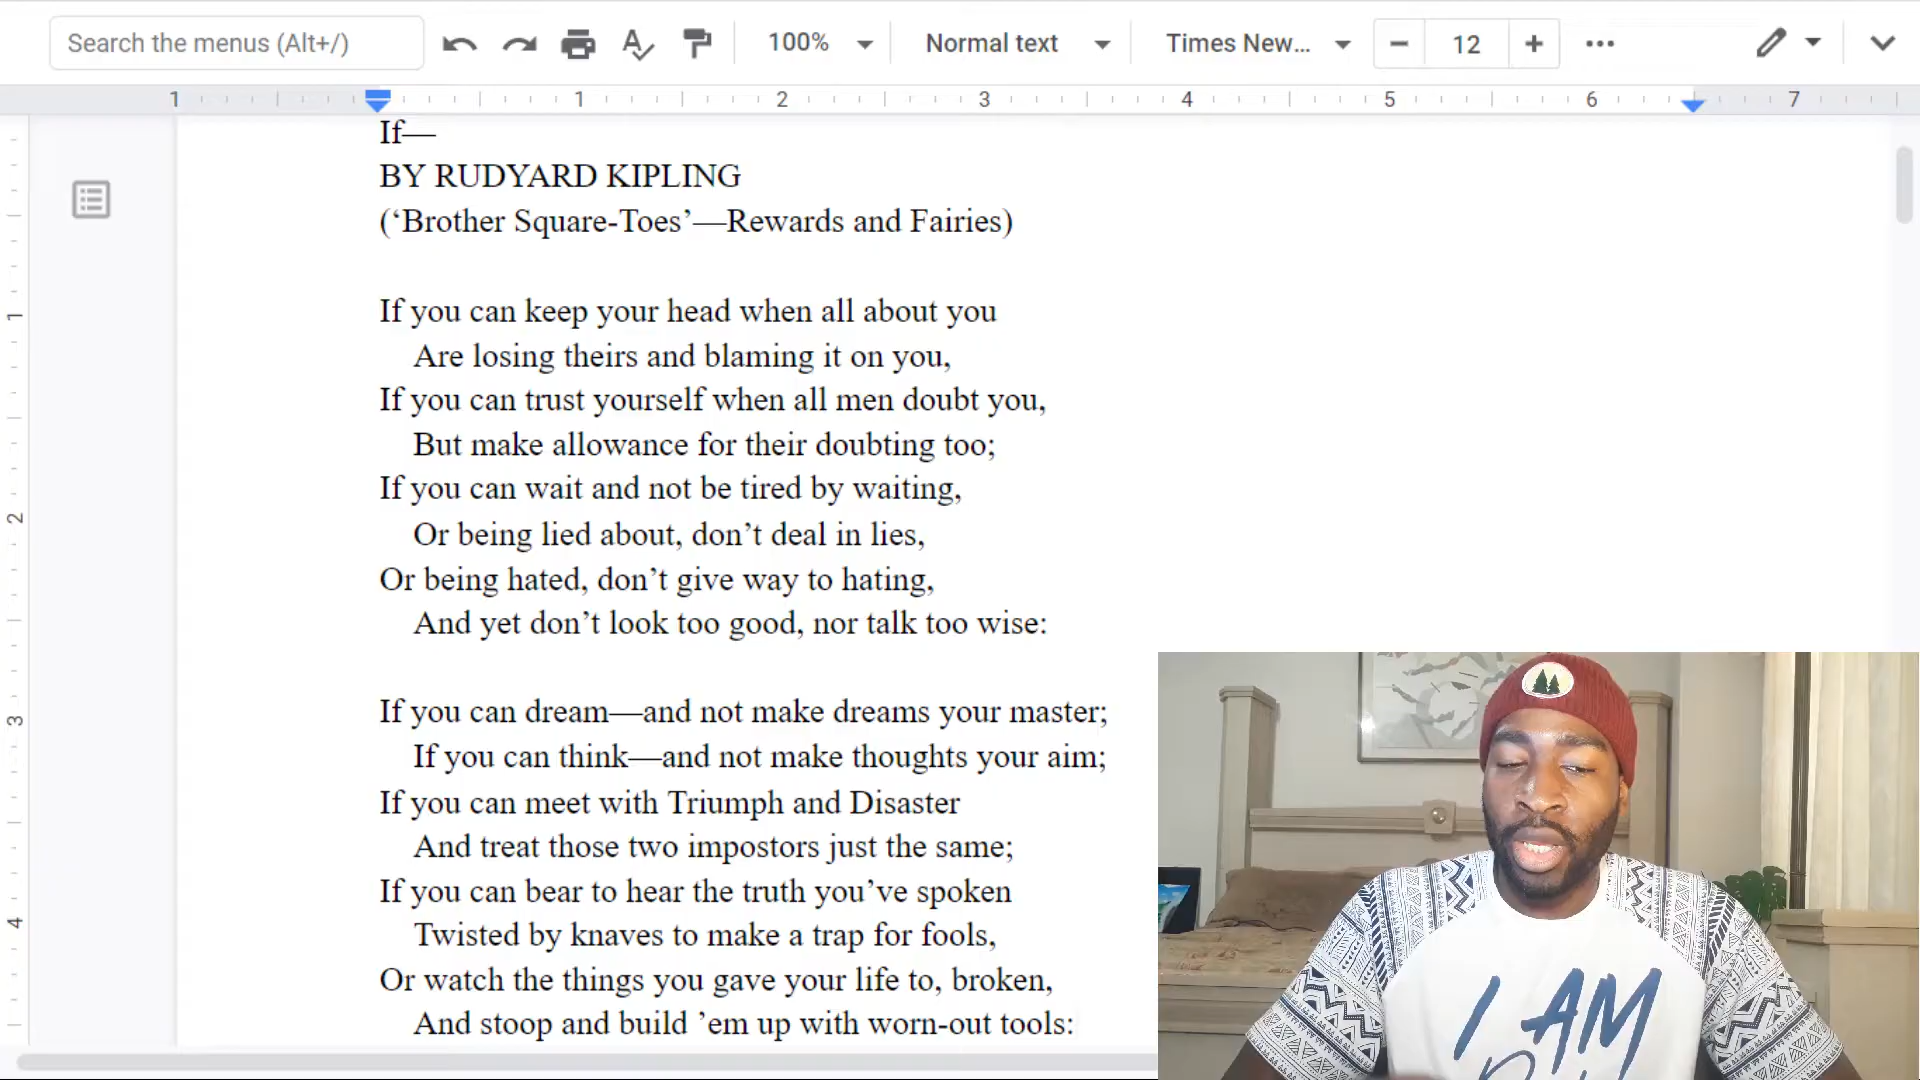 Search the menus (Alt+/)
100%
Normal text
Times New...
12
1 1 2 3 4 5 6 7
If—
BY RUDYARD KIPLING
(‘Brother Square-Toes’—Rewards and Fairies)
If you can keep your head when all about you
Are losing theirs and blaming it on you,
If you can trust yourself when all men doubt you,
But make allowance for their doubting too;
If you can wait and not be tired by waiting,
Or being lied about, don’t deal in lies,
Or being hated, don’t give way to hating,
And yet don’t look too good, nor talk too wise:
If you can dream—and not make dreams your master;
If you can think—and not make thoughts your aim;
If you can meet with Triumph and Disaster
And treat those two impostors just the same;
If you can bear to hear the truth you’ve spoken
Twisted by knaves to make a trap for fools,
Or watch the things you gave your life to, broken,
And stoop and build ’em up with worn-out tools:
1
2
3
4
I AM